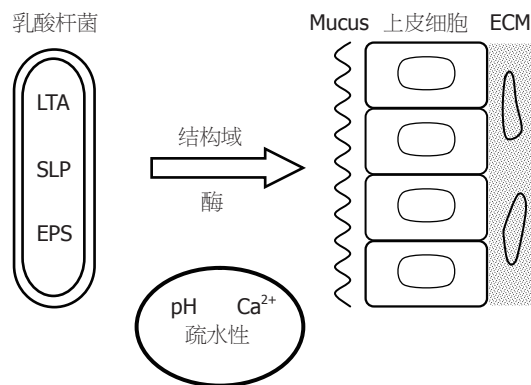 乳酸杆菌
LTA
SLP
EPS
结构域
酶
pH Ca²⁺
疏水性
Mucus 上皮细胞 ECM